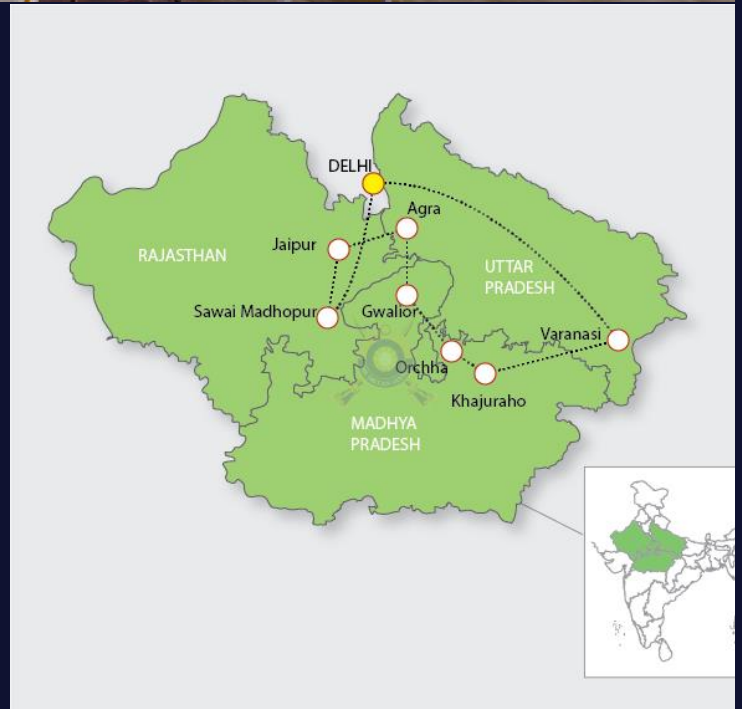 DELHI
Agra
Jaipur
RAJASTHAN
UTTAR
PRADESH
Sawai Madhopur
Gwalior
Varanasi
Orchha
Khajuraho
MADHYA
PRADESH